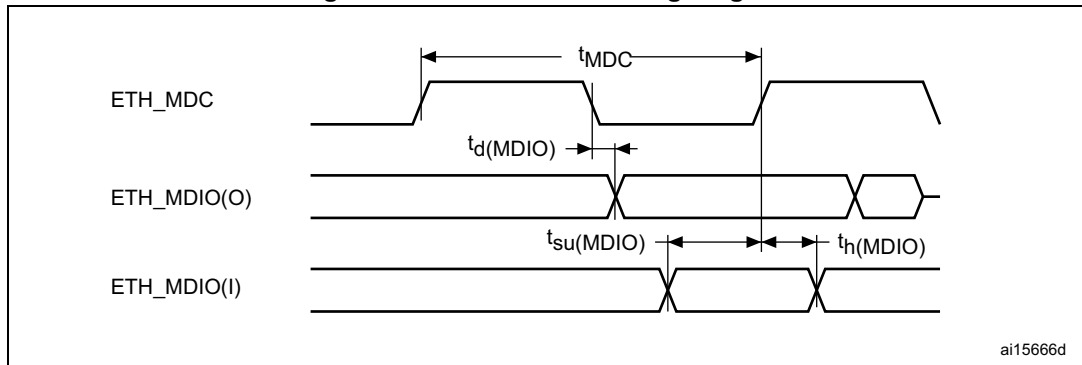 tMDC
ETH_MDC
td(MDIO)
ETH_MDIO(O)
tsu(MDIO)
th(MDIO)
ETH_MDIO(I)
ai15666d